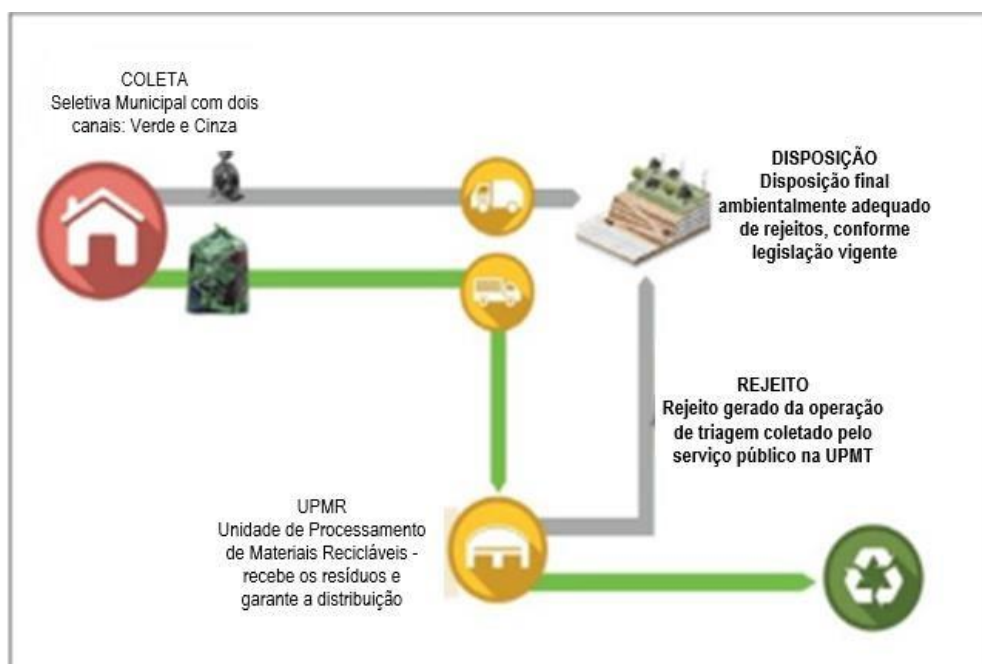 COLETA
Seletiva Municipal com dois
canais: Verde e Cinza
DISPOSIÇÃO
Disposição final
ambientalmente adequado
de rejeitos, conforme
legislação vigente
REJEITO
Rejeito gerado da operação
de triagem coletado pelo
serviço público na UPMT
UPMR
Unidade de Processamento
de Materiais Recicláveis -
recebe os resíduos e
garante a distribuição